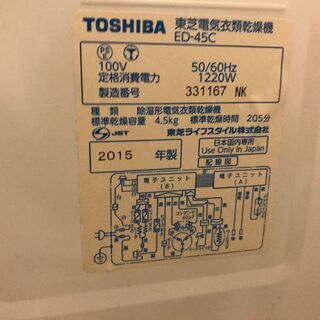 TOSHIBA 東芝電気衣類乾燥機
ED-45C
100V 50/60Hz
定格消費電力 1220W
製造番号 331167 NK
種類 除湿形電気衣類乾燥機
標準乾燥容量 4.5kg 標準乾燥時間 205分
JET 東芝ライフスタイル株式会社
2015 年製
日本国内専用
Use Only in Japan
配線図
電子ユニット (B)
電子ユニット (A)